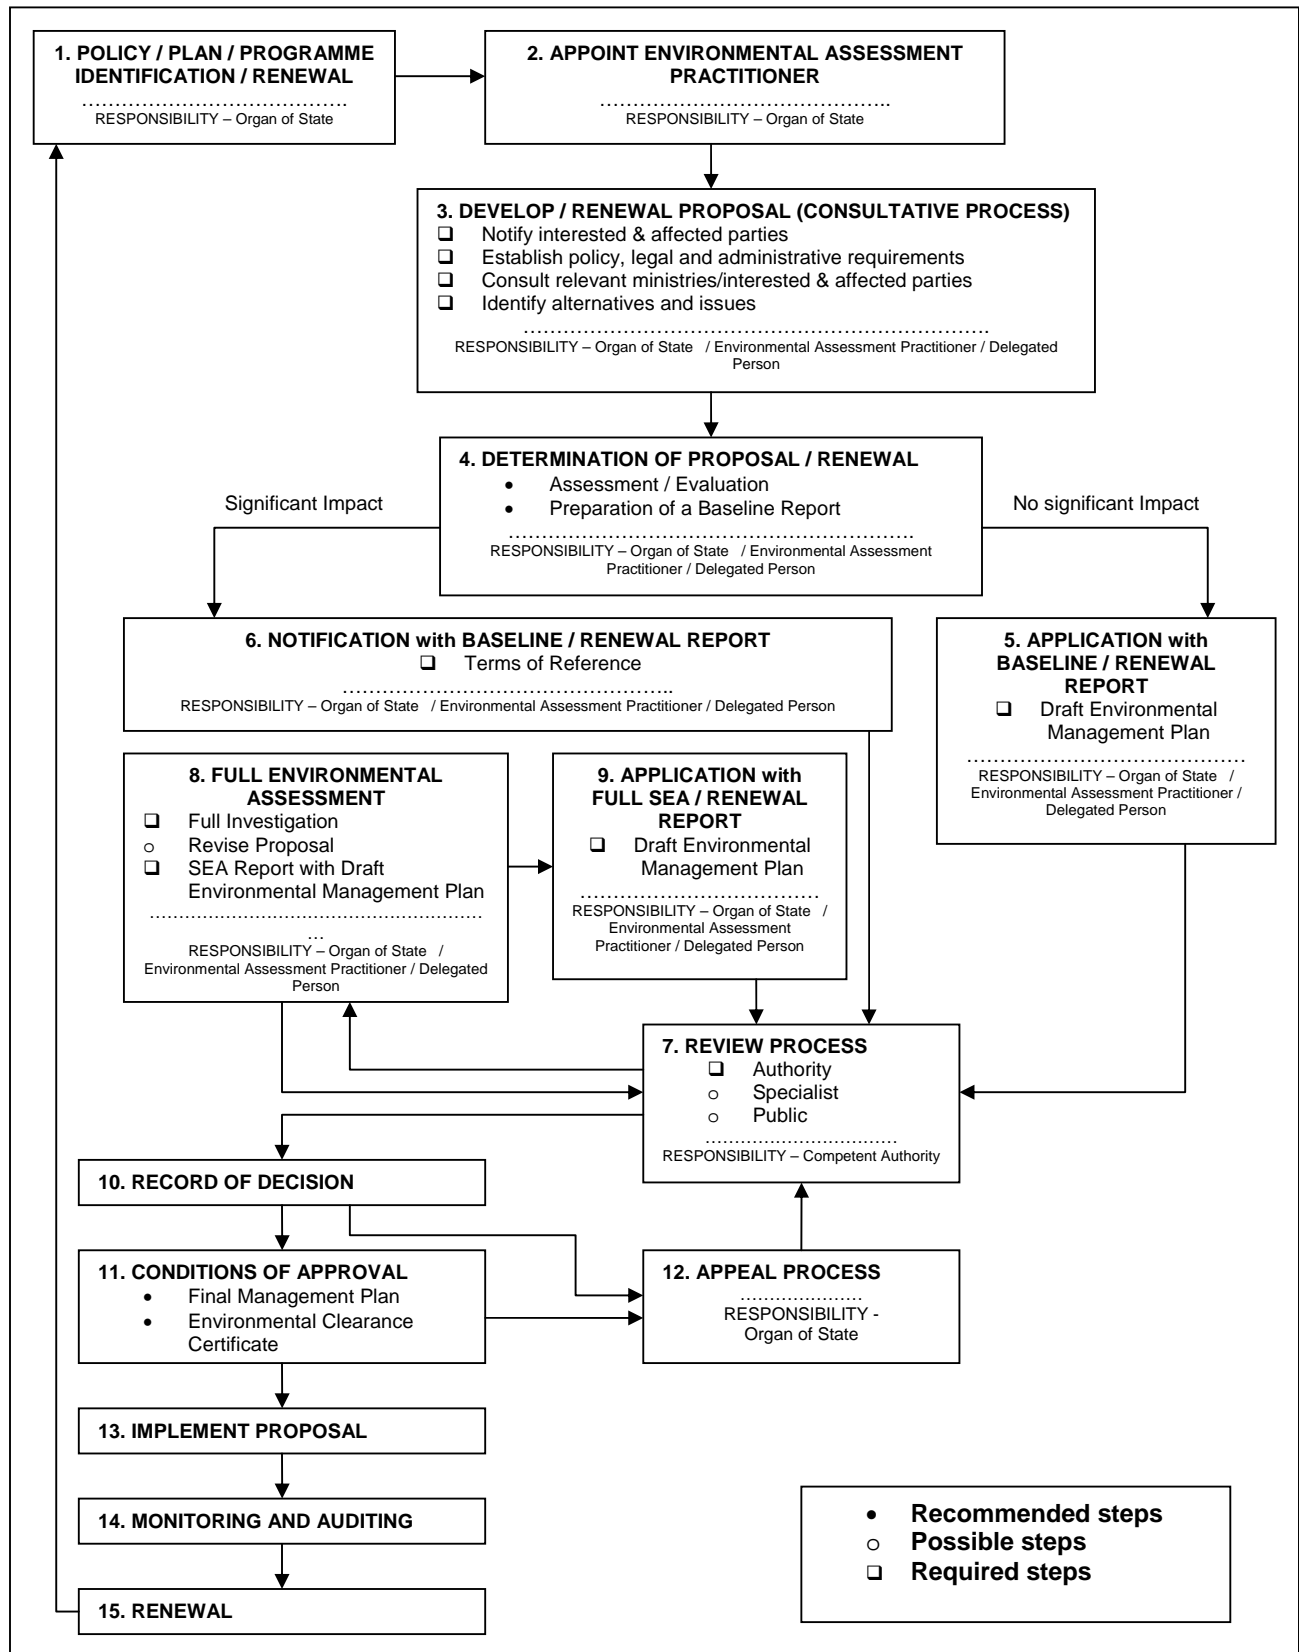 1. POLICY / PLAN / PROGRAMME
IDENTIFICATION / RENEWAL
………………………………….
RESPONSIBILITY – Organ of State
2. APPOINT ENVIRONMENTAL ASSESSMENT
PRACTITIONER
……………………………………..
RESPONSIBILITY – Organ of State
3. DEVELOP / RENEWAL PROPOSAL (CONSULTATIVE PROCESS)
❑ Notify interested & affected parties
❑ Establish policy, legal and administrative requirements
❑ Consult relevant ministries/interested & affected parties
❑ Identify alternatives and issues
…………………………………………………………….
RESPONSIBILITY – Organ of State / Environmental Assessment Practitioner / Delegated
Person
4. DETERMINATION OF PROPOSAL / RENEWAL
• Assessment / Evaluation
• Preparation of a Baseline Report
…………………………………………………….
RESPONSIBILITY – Organ of State / Environmental Assessment
Practitioner / Delegated Person
Significant Impact
No significant Impact
6. NOTIFICATION with BASELINE / RENEWAL REPORT
❑ Terms of Reference
…………………………………………..
RESPONSIBILITY – Organ of State / Environmental Assessment Practitioner / Delegated Person
5. APPLICATION with
BASELINE / RENEWAL
REPORT
❑ Draft Environmental
Management Plan
……………………………………
RESPONSIBILITY – Organ of State /
Environmental Assessment Practitioner /
Delegated Person
8. FULL ENVIRONMENTAL
ASSESSMENT
❑ Full Investigation
o Revise Proposal
❑ SEA Report with Draft
Environmental Management Plan
…………………………………………………
…
RESPONSIBILITY – Organ of State /
Environmental Assessment Practitioner / Delegated
Person
9. APPLICATION with
FULL SEA / RENEWAL
REPORT
❑ Draft Environmental
Management Plan
………………………………
RESPONSIBILITY – Organ of State /
Environmental Assessment
Practitioner / Delegated Person
7. REVIEW PROCESS
❑ Authority
o Specialist
o Public
……………………………
RESPONSIBILITY – Competent Authority
10. RECORD OF DECISION
11. CONDITIONS OF APPROVAL
• Final Management Plan
• Environmental Clearance
Certificate
12. APPEAL PROCESS
…………………
RESPONSIBILITY -
Organ of State
13. IMPLEMENT PROPOSAL
14. MONITORING AND AUDITING
15. RENEWAL
• Recommended steps
o Possible steps
❑ Required steps